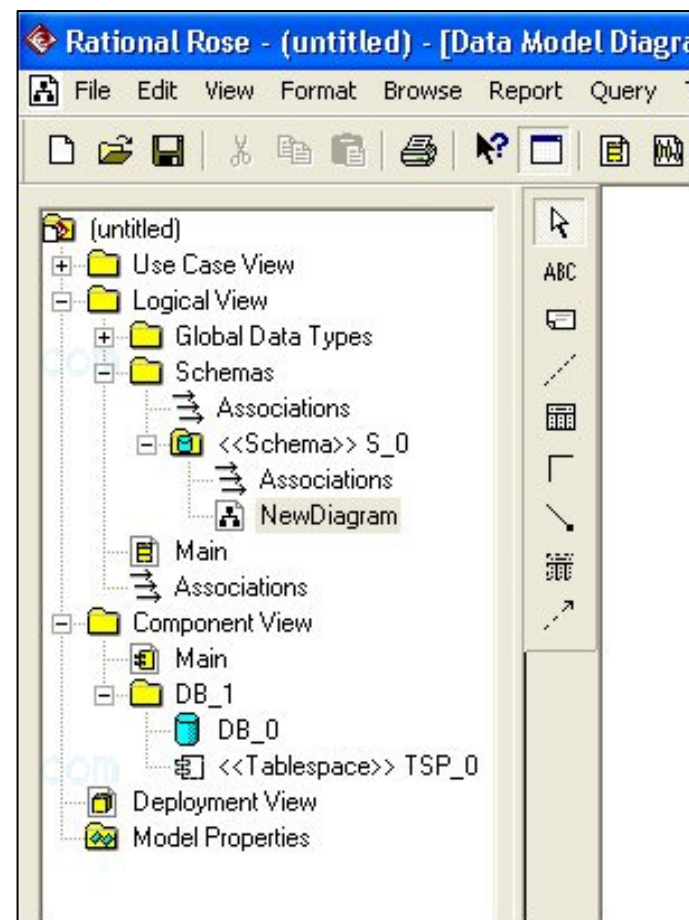 Rational Rose - (untitled) - [Data Model Diagra
File Edit View Format Browse Report Query T
(untitled)
Use Case View
ABC
Logical View
Global Data Types
com
Schemas
Associations
<<Schema>> S_0
Associations
NewDiagram
Main
Associations
Component View
Main
DB_1
DB_0
com
<<Tablespace>> TSP_0
Deployment View
Model Properties